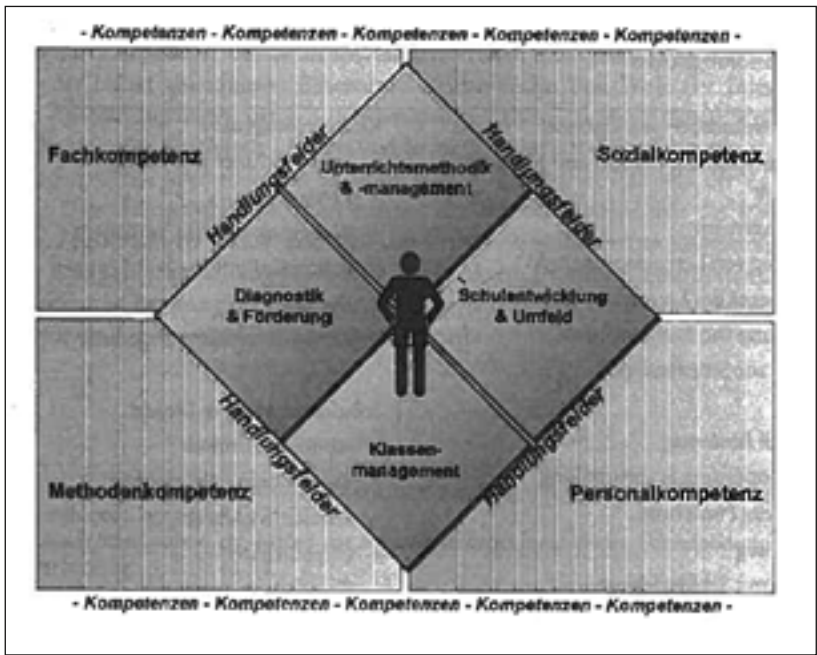 - Kompetenzen - Kompetenzen - Kompetenzen - Kompetenzen - Kompetenzen -
Fachkompetenz
Sozialkompetenz
Handlungsfelder
Handlungsfelder
Unterrichtsmethodik
& -management
Diagnostik
& Förderung
Schulentwicklung
& Umfeld
Klassen-
management
Handlungsfelder
Handlungsfelder
Methodenkompetenz
Personalkompetenz
- Kompetenzen - Kompetenzen - Kompetenzen - Kompetenzen - Kompetenzen -